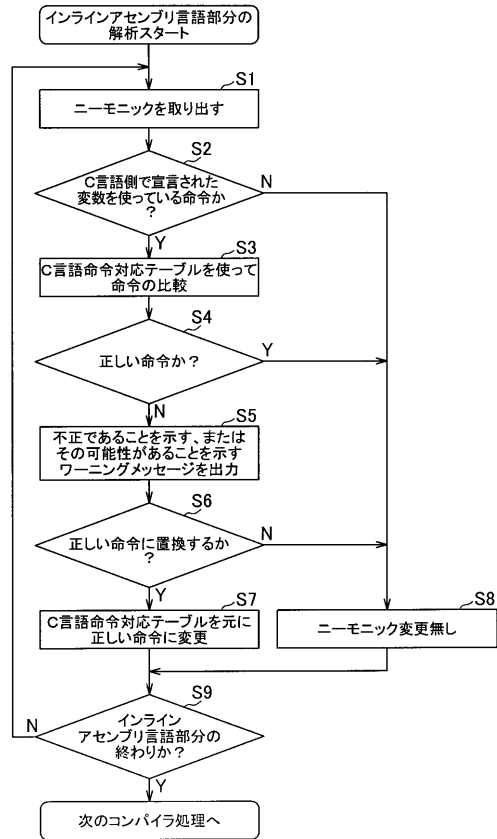 インラインアセンブリ言語部分の
解析スタート
S1
ニーモニックを取り出す
S2
C言語側で宣言された
変数を使っている命令か
?
N
Y
S3
C言語命令対応テーブルを使って
命令の比較
S4
正しい命令か?
Y
N
S5
不正であることを示す、または
その可能性があることを示す
ワーニングメッセージを出力
S6
正しい命令に置換するか
?
N
Y
S7
C言語命令対応テーブルを元に
正しい命令に変更
S8
ニーモニック変更無し
S9
N
インライン
アセンブリ言語部分の
終わりか?
Y
次のコンパイラ処理へ